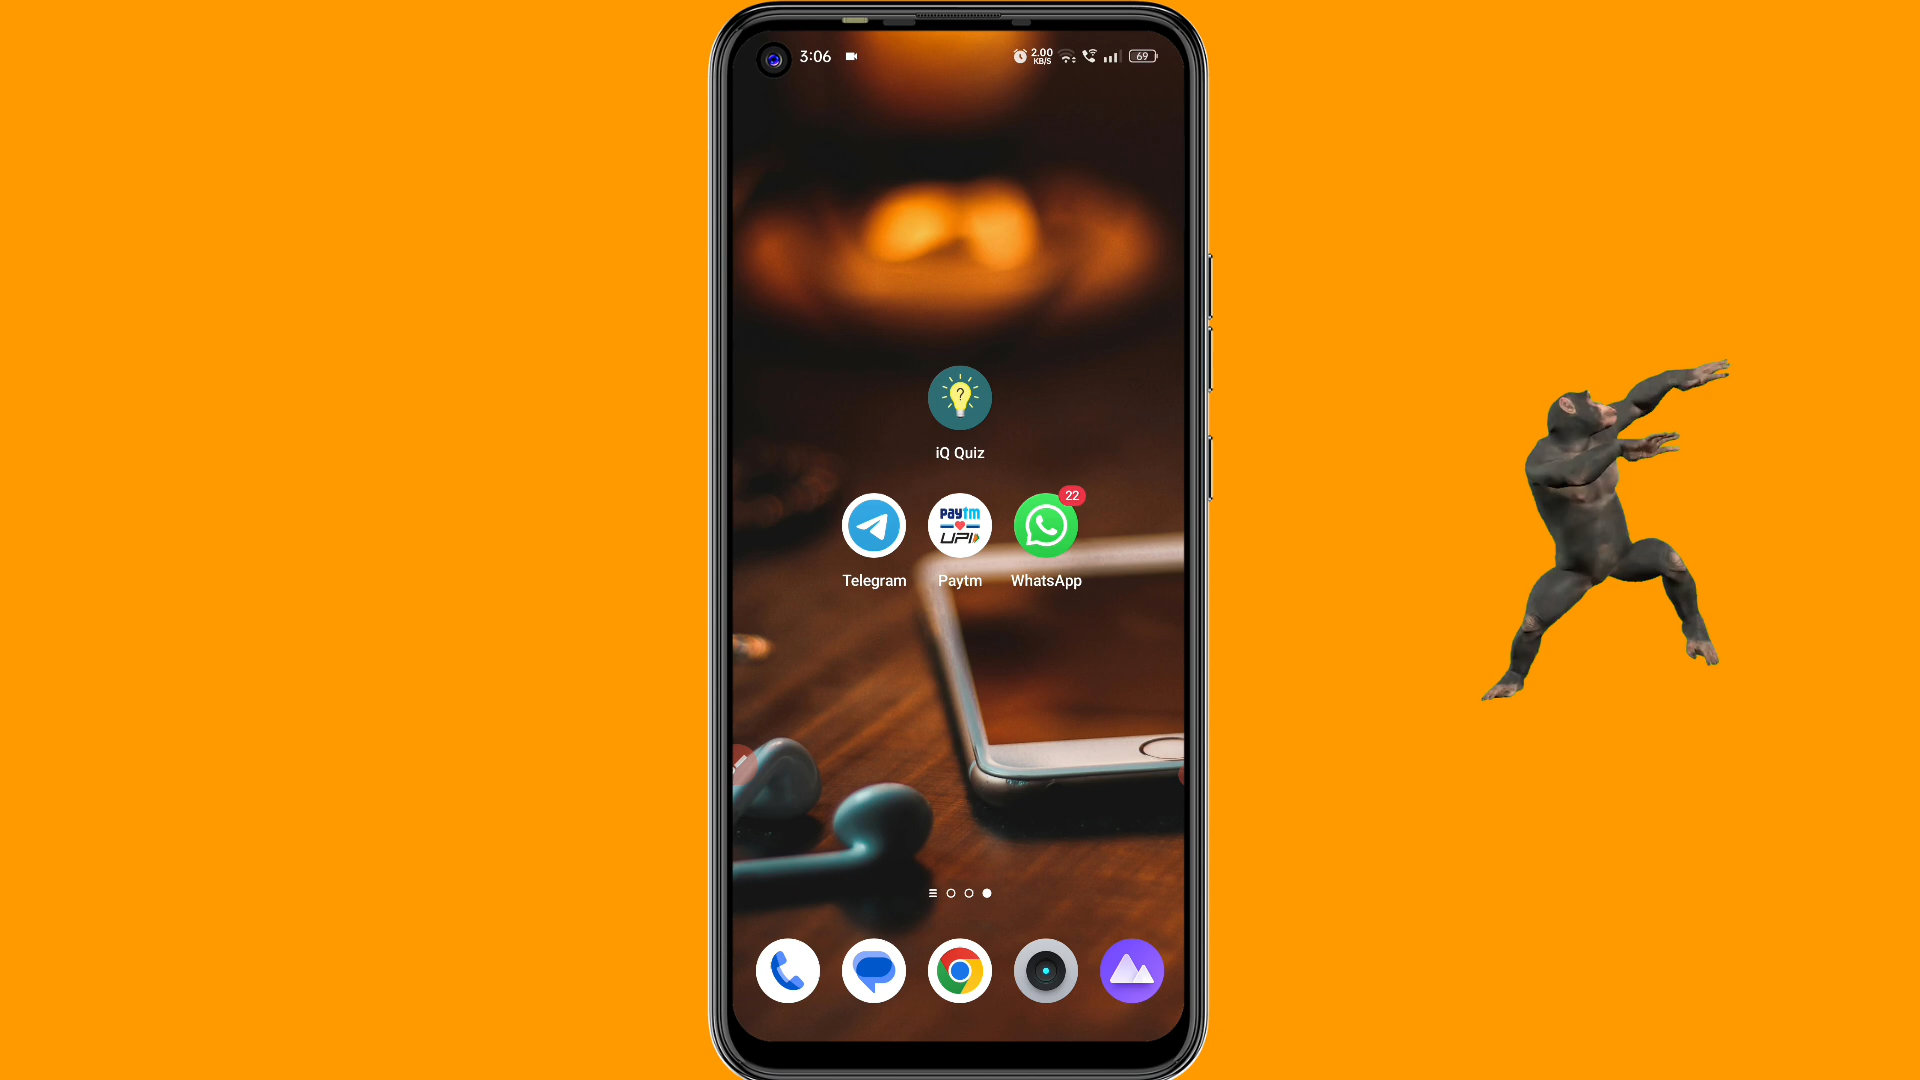 3:06
2.00
KB/S
69
?
iQ Quiz
22
paytm
UPI
Telegram
Paytm
WhatsApp